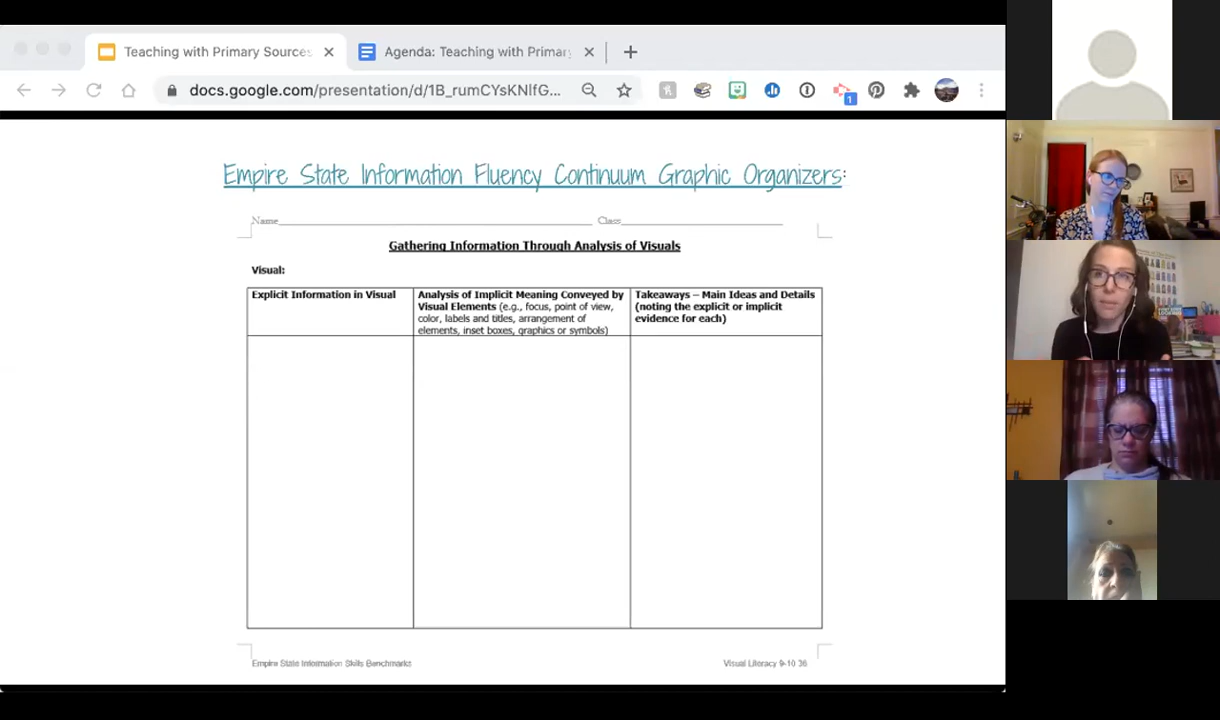 Teaching with Primary Sources
Agenda: Teaching with Primar
docs.google.com/presentation/d/1B_rumCYsKNlfG...
1
Empire State Information Fluency Continuum Graphic Organizers:
Name Class
Gathering Information Through Analysis of Visuals
Visual:
Explicit Information in Visual
Analysis of Implicit Meaning Conveyed by
Visual Elements (e.g., focus, point of view,
color, labels and titles, arrangement of
elements, inset boxes, graphics or symbols)
Takeaways – Main Ideas and Details
(noting the explicit or implicit
evidence for each)
Empire State Information Skills Benchmarks
Visual Literacy 9-10 36